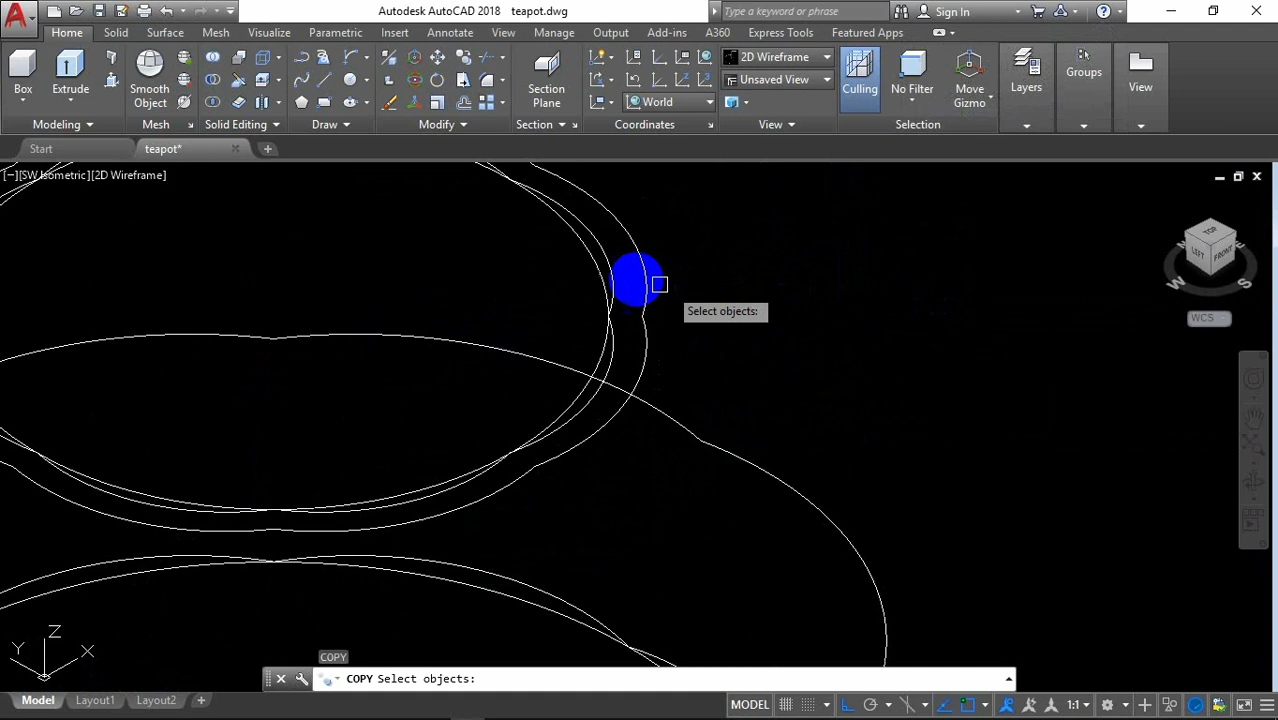 Autodesk AutoCAD 2018 teapot.dwg
Type a keyword or phrase
Sign In
Home Solid Surface Mesh Visualize Parametric Insert Annotate View Manage Output Add-ins A360 Express Tools Featured Apps
2D Wireframe
Unsaved View
World
Box
Extrude
Smooth
Object
Section
Plane
Culling
No Filter
Move
Gizmo
Layers
Groups
View
Modeling
Mesh
Solid Editing
Draw
Modify
Section
Coordinates
View
Selection
Start
teapot*
[−][SW Isometric][2D Wireframe]
TOP
LEFT
FRONT
W
S
WCS
Select objects:
Z
Y
X
COPY
COPY Select objects:
Model Layout1 Layout2
MODEL
1:1